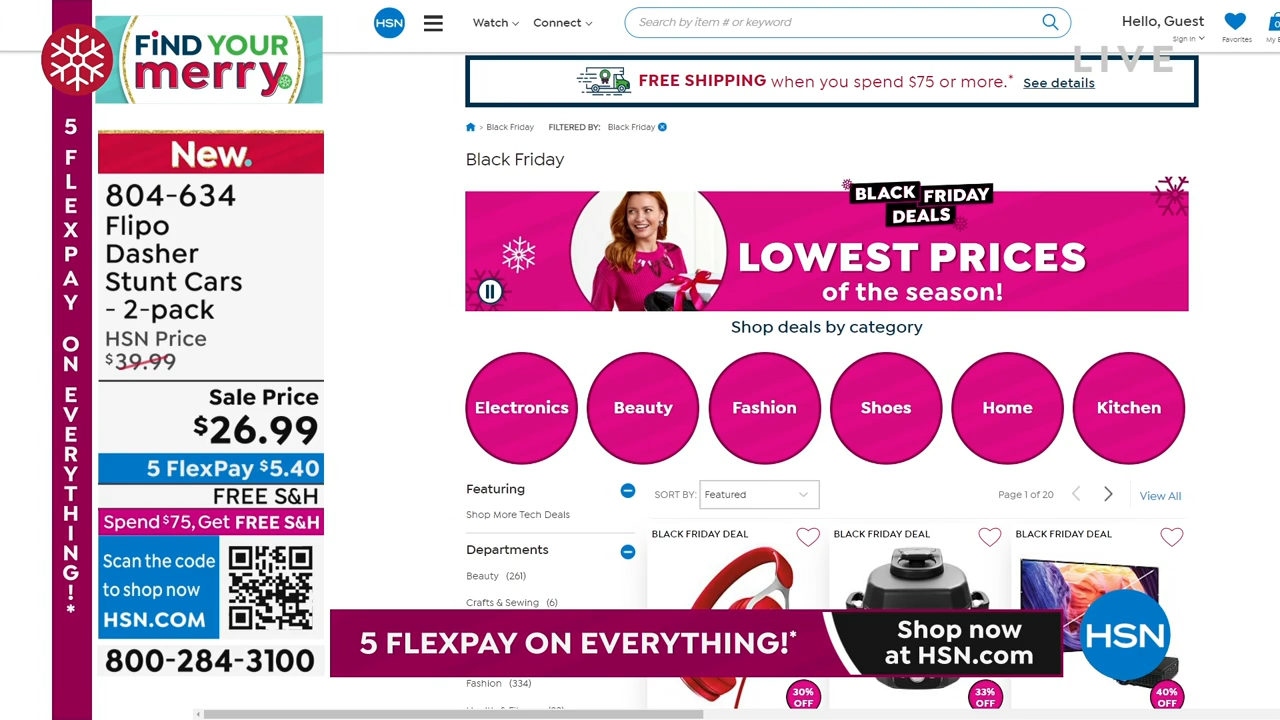 FiND YOUR
merry
5 FLEXPAY ON EVERYTHING!*
New.
804-634
Flipo
Dasher
Stunt Cars
- 2-pack
HSN Price
$39.99
Sale Price
$26.99
5 FlexPay $5.40
FREE S&H
Spend $75, Get FREE S&H
Scan the code
to shop now
HSN.COM
800-284-3100
HSN
Watch
Connect
Search by item # or keyword
Hello, Guest
Sign In
Favorites
0
LIVE
FREE SHIPPING when you spend $75 or more.* See details
> Black Friday FILTERED BY: Black Friday
Black Friday
BLACK FRIDAY
DEALS
LOWEST PRICES
of the season!
Shop deals by category
Electronics
Beauty
Fashion
Shoes
Home
Kitchen
Featuring
Shop More Tech Deals
Departments
Beauty (261)
Crafts & Sewing (6)
Fashion (334)
SORT BY: Featured
Page 1 of 20
View All
BLACK FRIDAY DEAL
BLACK FRIDAY DEAL
BLACK FRIDAY DEAL
30%
OFF
33%
OFF
40%
OFF
5 FLEXPAY ON EVERYTHING!*
Shop now
at HSN.com
HSN